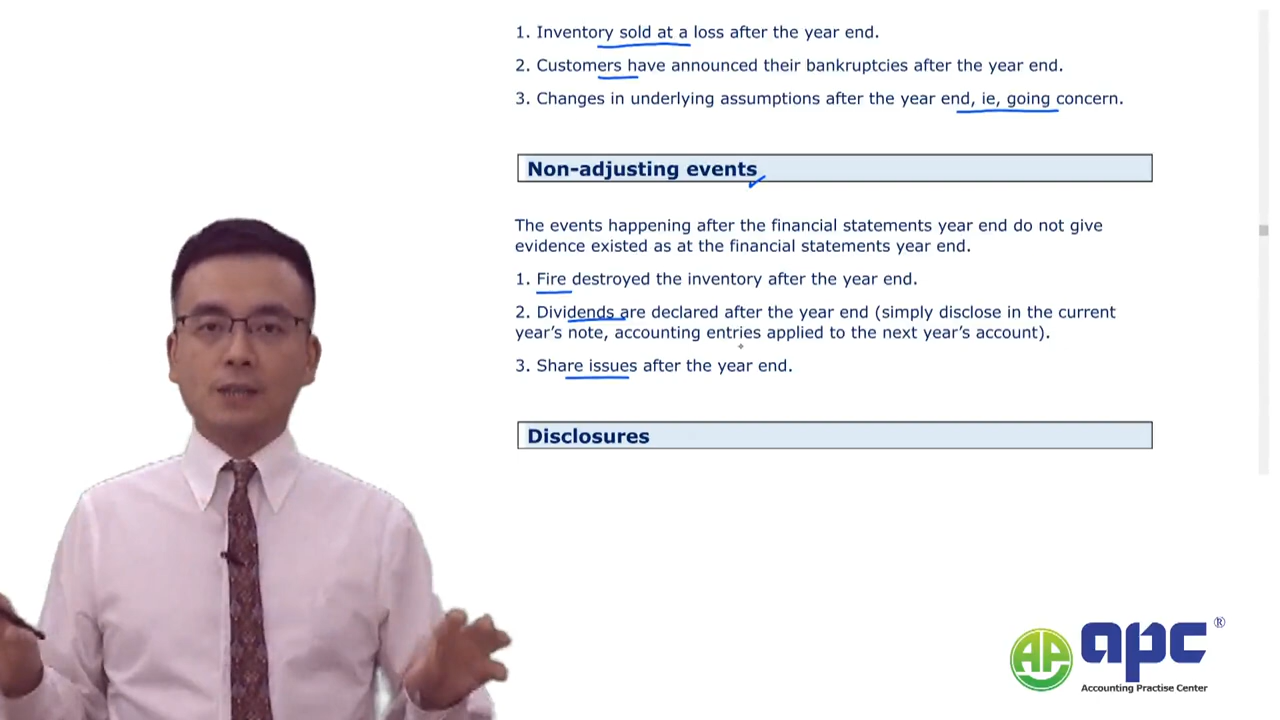 1. Inventory sold at a loss after the year end.
2. Customers have announced their bankruptcies after the year end.
3. Changes in underlying assumptions after the year end, ie, going concern.
Non-adjusting events
The events happening after the financial statements year end do not give
evidence existed as at the financial statements year end.
1. Fire destroyed the inventory after the year end.
2. Dividends are declared after the year end (simply disclose in the current
year's note, accounting entries applied to the next year's account).
3. Share issues after the year end.
Disclosures
AP apc ®
Accounting Practise Center